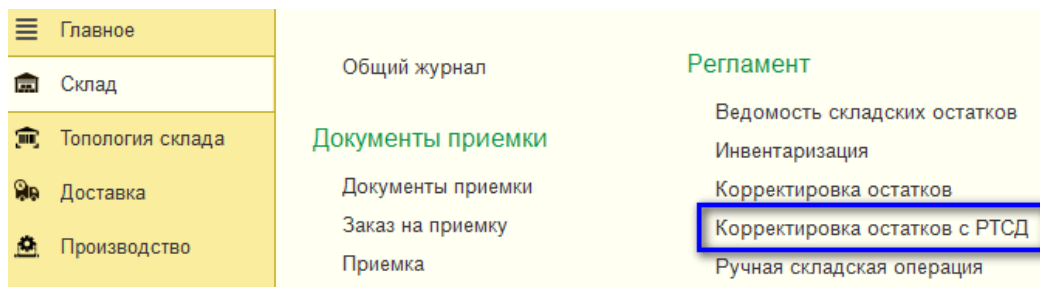 Главное
Склад
Топология склада
Доставка
Производство
Общий журнал
Документы приемки
Документы приемки
Заказ на приемку
Приемка
Регламент
Ведомость складских остатков
Инвентаризация
Корректировка остатков
Корректировка остатков с РТСД
Ручная складская операция